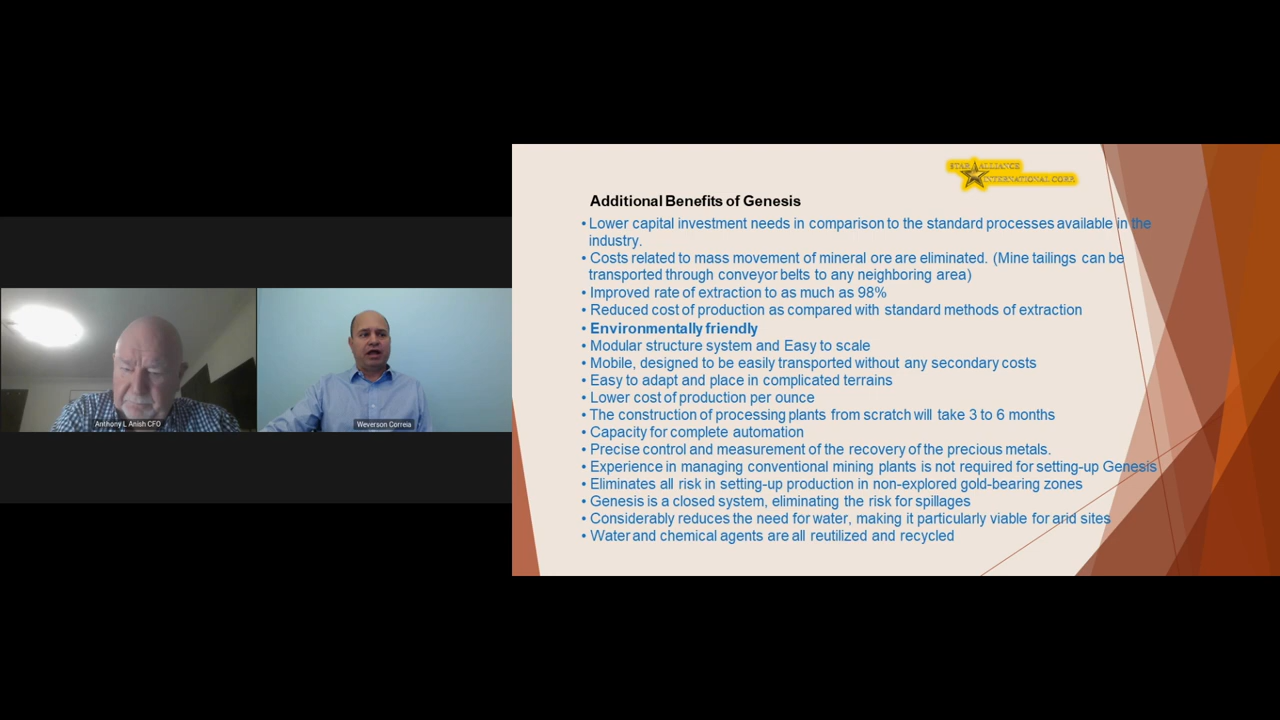 STAR ALLIANCE
INTERNATIONAL CORP.
Additional Benefits of Genesis
• Lower capital investment needs in comparison to the standard processes available in the
industry.
• Costs related to mass movement of mineral ore are eliminated. (Mine tailings can be
transported through conveyor belts to any neighboring area)
• Improved rate of extraction to as much as 98%
• Reduced cost of production as compared with standard methods of extraction
• Environmentally friendly
• Modular structure system and Easy to scale
• Mobile, designed to be easily transported without any secondary costs
• Easy to adapt and place in complicated terrains
• Lower cost of production per ounce
• The construction of processing plants from scratch will take 3 to 6 months
• Capacity for complete automation
• Precise control and measurement of the recovery of the precious metals.
• Experience in managing conventional mining plants is not required for setting-up Genesis
• Eliminates all risk in setting-up production in non-explored gold-bearing zones
• Genesis is a closed system, eliminating the risk for spillages
• Considerably reduces the need for water, making it particularly viable for arid sites
• Water and chemical agents are all reutilized and recycled
Anthony L Anish CFO
Weverson Correia